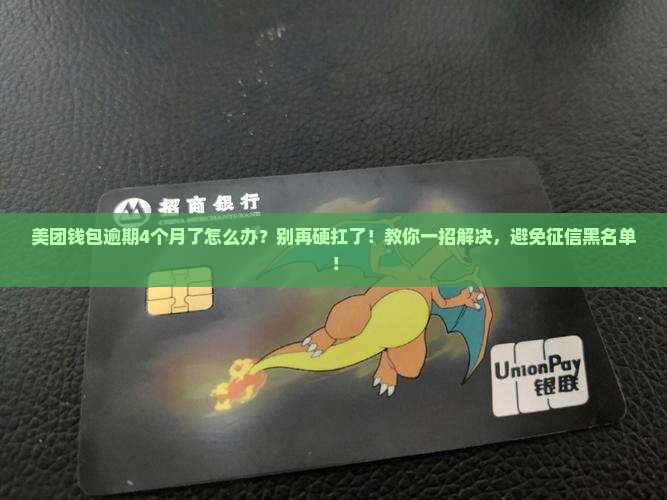 招商銀行
CHINA MERCHANTS BANK
美团钱包逾期4个月了怎么办？别再硬扛了！教你一招解决，避免征信黑名单
！
UnionPay
银联